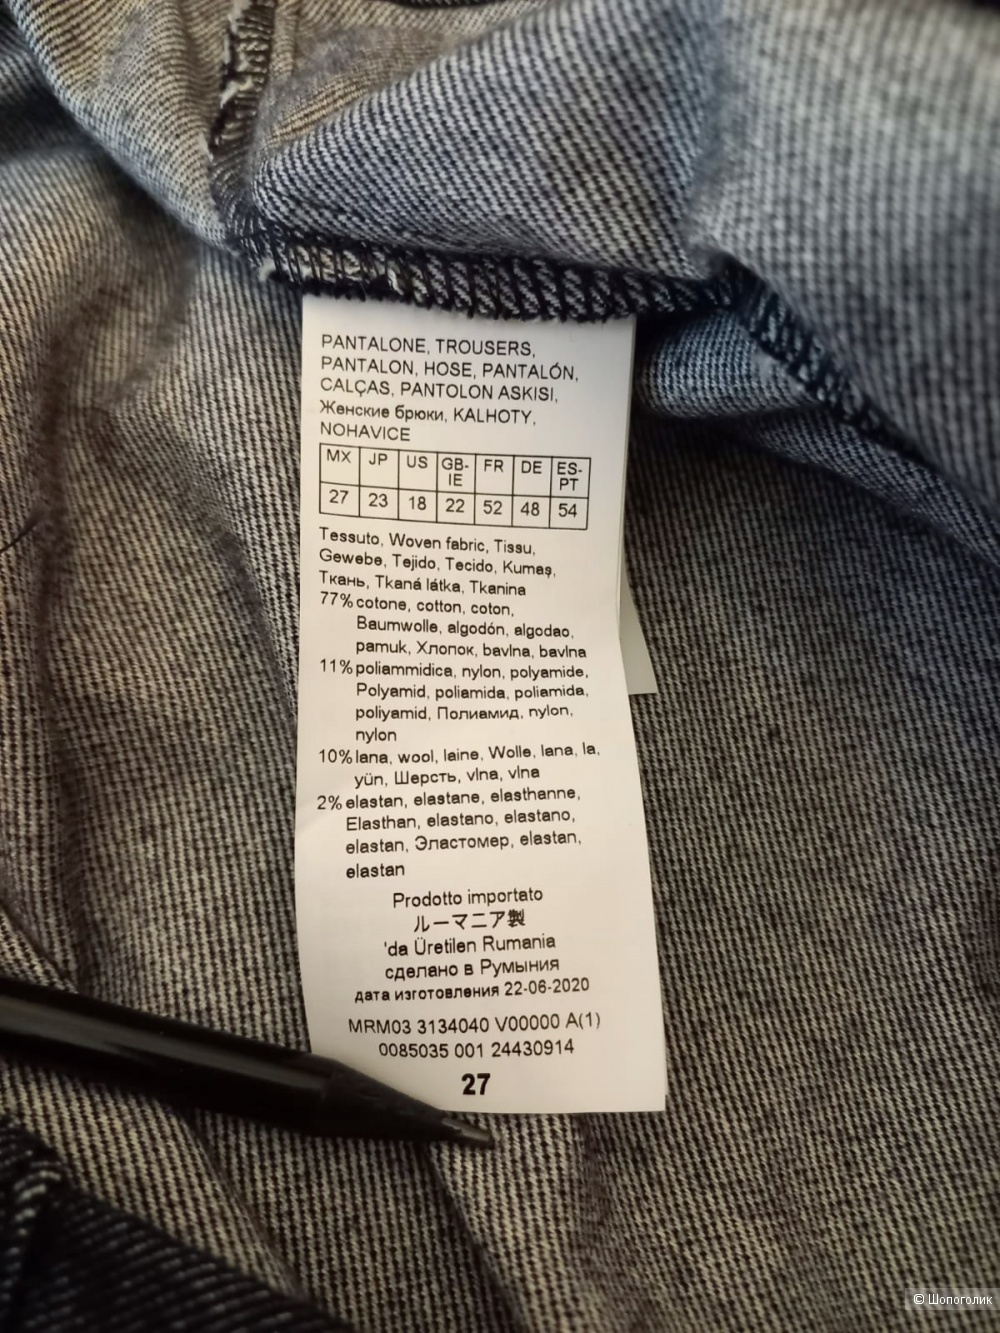 PANTALONE, TROUSERS,
PANTALON, HOSE, PANTALÓN,
CALÇAS, PANTOLON ASKISI,
Женские брюки, KALHOTY,
NOHAVICE
MX JP US GB-IE FR DE ES-PT
27 23 18 22 52 48 54
Tessuto, Woven fabric, Tissu,
Gewebe, Tejido, Tecido, Kumaş,
Ткань, Tkaná látka, Tkanina
77% cotone, cotton, coton,
Baumwolle, algodón, algodao,
pamuk, Хлопок, bavlna, bavlna
11% poliammidica, nylon, polyamide,
Polyamid, poliamida, poliamida,
poliyamid, Полиамид, nylon,
nylon
10% lana, wool, laine, Wolle, lana, la,
yün, Шерсть, vlna, vlna
2% elastan, elastane, elasthanne,
Elasthan, elastano, elastano,
elastan, Эластомер, elastan,
elastan
Prodotto importato
ルーマニア製
'da Üretilen Rumania
сделано в Румыния
дата изготовления 22-06-2020
MRM03 3134040 V00000 A(1)
0085035 001 24430914
27
© Шопоголик